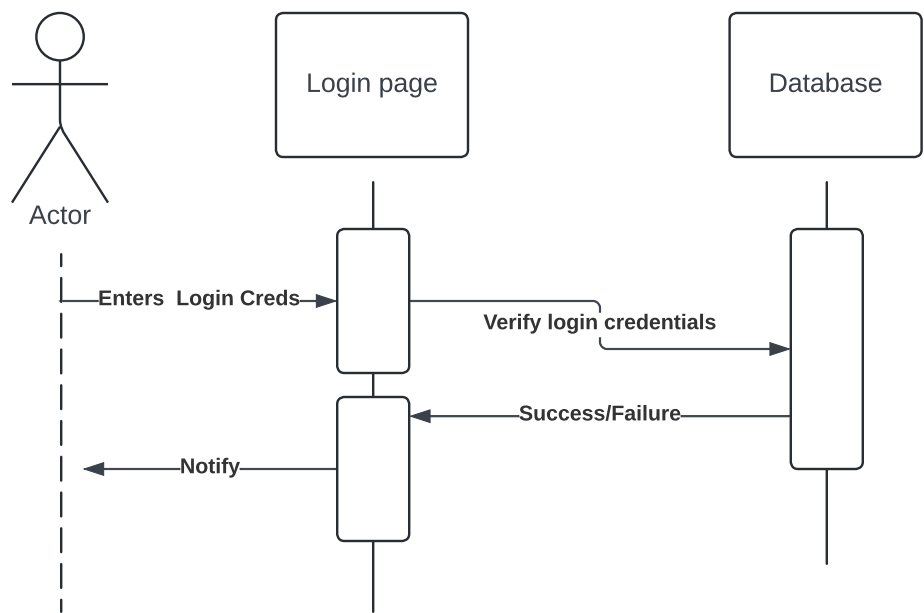 Login page
Database
Actor
Enters  Login Creds
Verify login credentials
Success/Failure
Notify